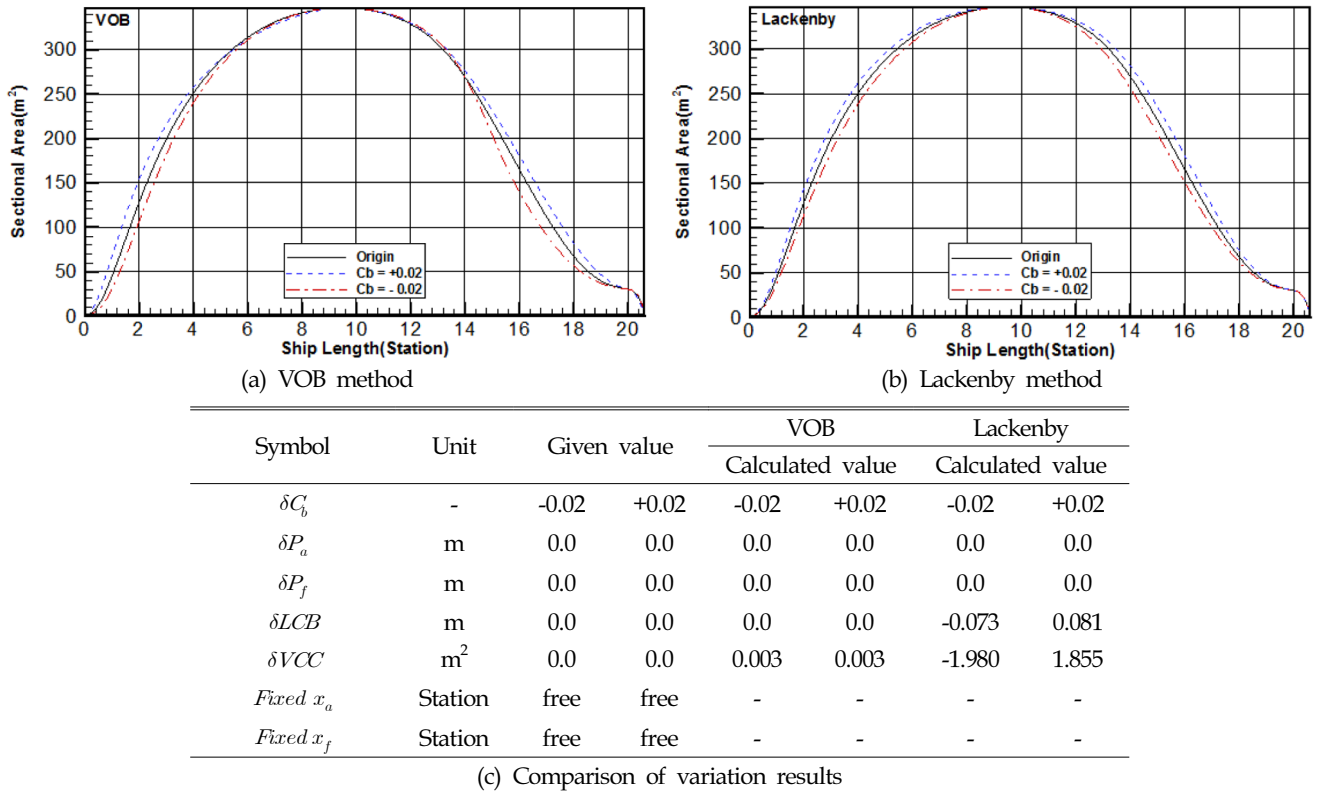 VOB
Sectional Area(m²)
300
250
200
150
100
50
0
Origin
Cb = +0.02
Cb = - 0.02
0 2 4 6 8 10 12 14 16 18 20
Ship Length(Station)
(a) VOB method
Lackenby
Sectional Area(m²)
300
250
200
150
100
50
0
Origin
Cb = +0.02
Cb = - 0.02
0 2 4 6 8 10 12 14 16 18 20
Ship Length(Station)
(b) Lackenby method
Symbol Unit Given value VOB Lackenby
Calculated value Calculated value
δC_b - -0.02 +0.02 -0.02 +0.02 -0.02 +0.02
δP_a m 0.0 0.0 0.0 0.0 0.0 0.0
δP_f m 0.0 0.0 0.0 0.0 0.0 0.0
δLCB m 0.0 0.0 0.0 0.0 -0.073 0.081
δVCC m² 0.0 0.0 0.003 0.003 -1.980 1.855
Fixed x_a Station free free - - - -
Fixed x_f Station free free - - - -
(c) Comparison of variation results